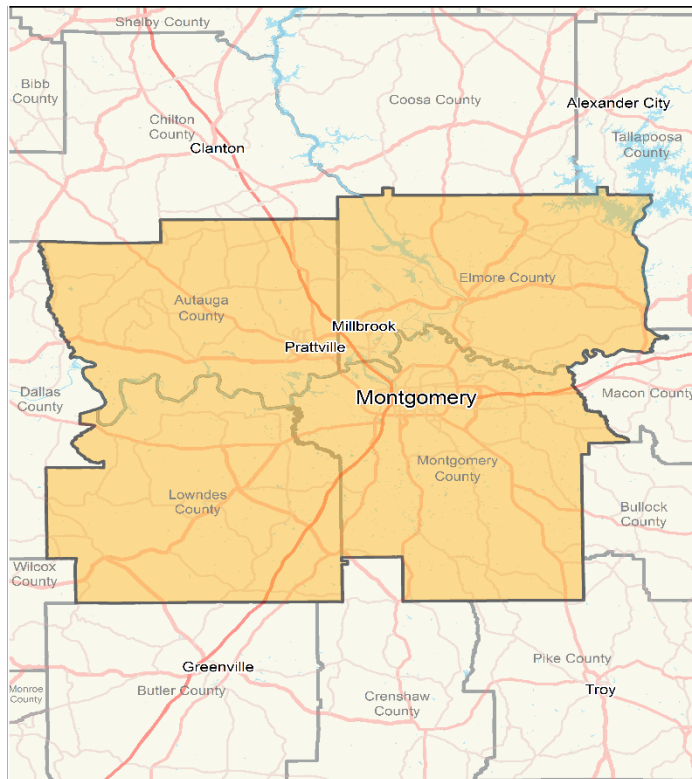 Shelby County
Bibb
County
Coosa County
Alexander City
Chilton
County
Clanton
Tallapoosa
County
Elmore County
Autauga
County
Millbrook
Prattville
Dallas
County
Montgomery
Macon County
Montgomery
County
Lowndes
County
Bullock
County
Wilcox
County
Greenville
Pike County
Monroe
County
Butler County
Troy
Crenshaw
County